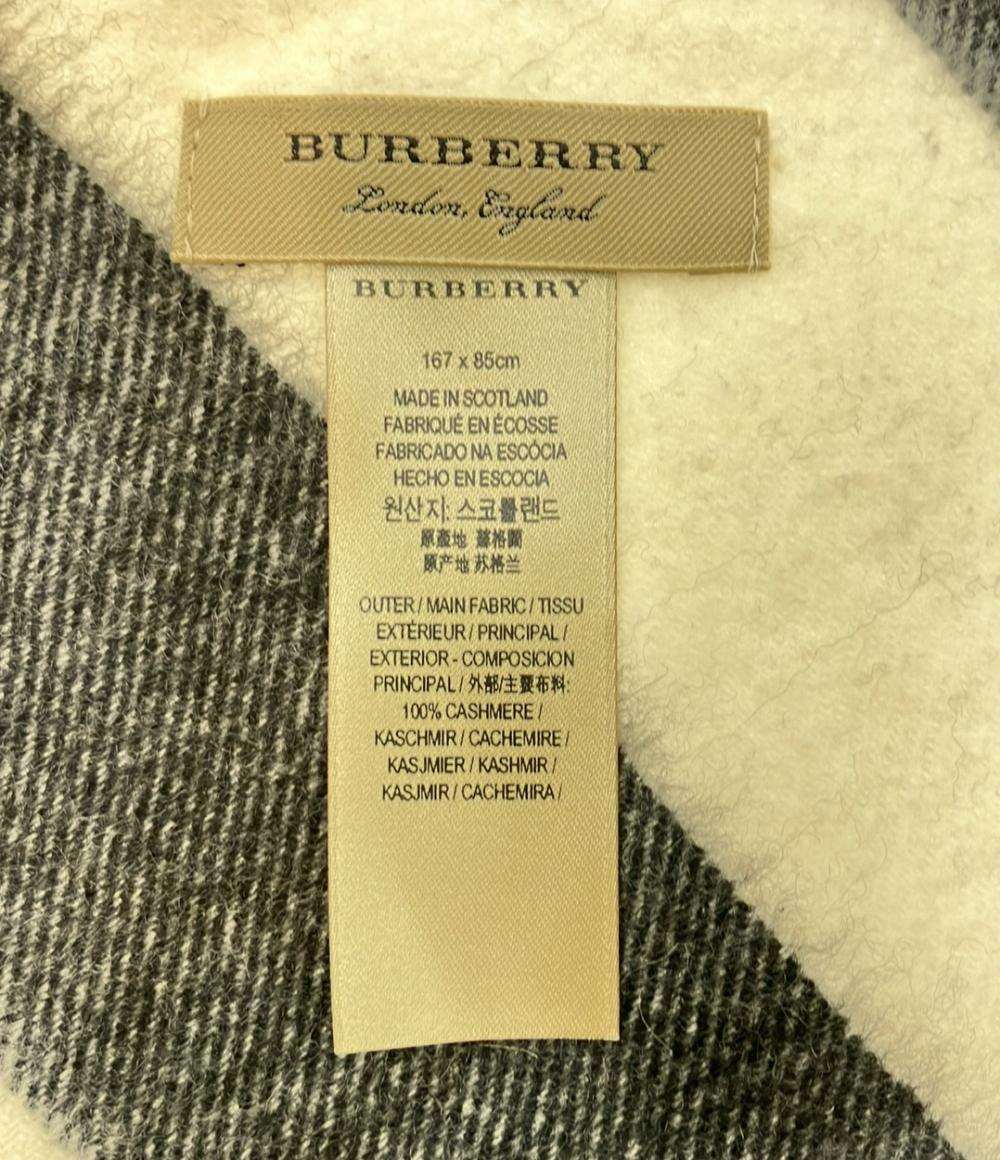 BURBERRY
London, England
BURBERRY
167 x 85cm
MADE IN SCOTLAND
FABRIQUÉ EN ÉCOSSE
FABRICADO NA ESCÓCIA
HECHO EN ESCOCIA
원산지: 스코틀랜드
原產地 蘇格蘭
原产地 苏格兰
OUTER / MAIN FABRIC / TISSU
EXTÉRIEUR / PRINCIPAL /
EXTERIOR - COMPOSICION
PRINCIPAL / 外部/主要布料:
100% CASHMERE /
KASCHMIR / CACHEMIRE /
KASJMIER / KASHMIR /
KASJMIR / CACHEMIRA /